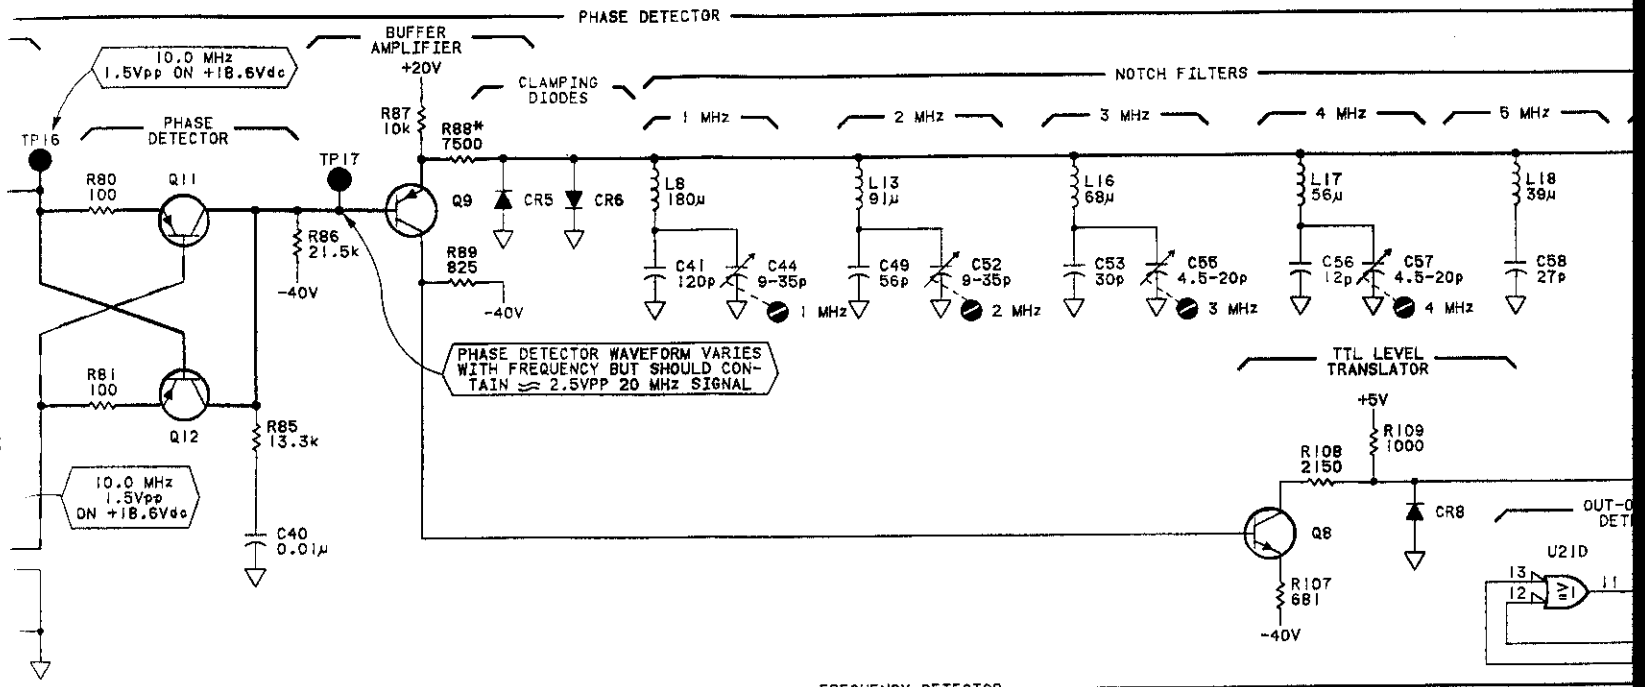 PHASE DETECTOR
BUFFER
AMPLIFIER
+20V
10.0 MHz
1.5Vpp ON +18.6Vdc
CLAMPING
DIODES
NOTCH FILTERS
1 MHz
2 MHz
3 MHz
4 MHz
5 MHz
TP16
PHASE
DETECTOR
TP17
R87
10k
R88*
7500
R80
100
Q11
Q9
CR5
CR6
L8
180μ
L13
91μ
L16
68μ
L17
56μ
L18
39μ
R86
21.5k
-40V
R89
825
-40V
C41
120p
C44
9-35p
1 MHz
C49
56p
C52
9-35p
2 MHz
C53
30p
C55
4.5-20p
3 MHz
C56
12p
C57
4.5-20p
4 MHz
C58
27p
PHASE DETECTOR WAVEFORM VARIES
WITH FREQUENCY BUT SHOULD CON-
TAIN ≈ 2.5VPP 20 MHz SIGNAL
TTL LEVEL
TRANSLATOR
+5V
R81
100
Q12
R85
13.3k
R109
1000
R108
2150
10.0 MHz
1.5Vpp
ON +18.6Vdc
C40
0.01μ
Q8
CR8
OUT-O
DET
U21D
13
12
≥1
11
R107
681
-40V
FREQUENCY DETECTOR